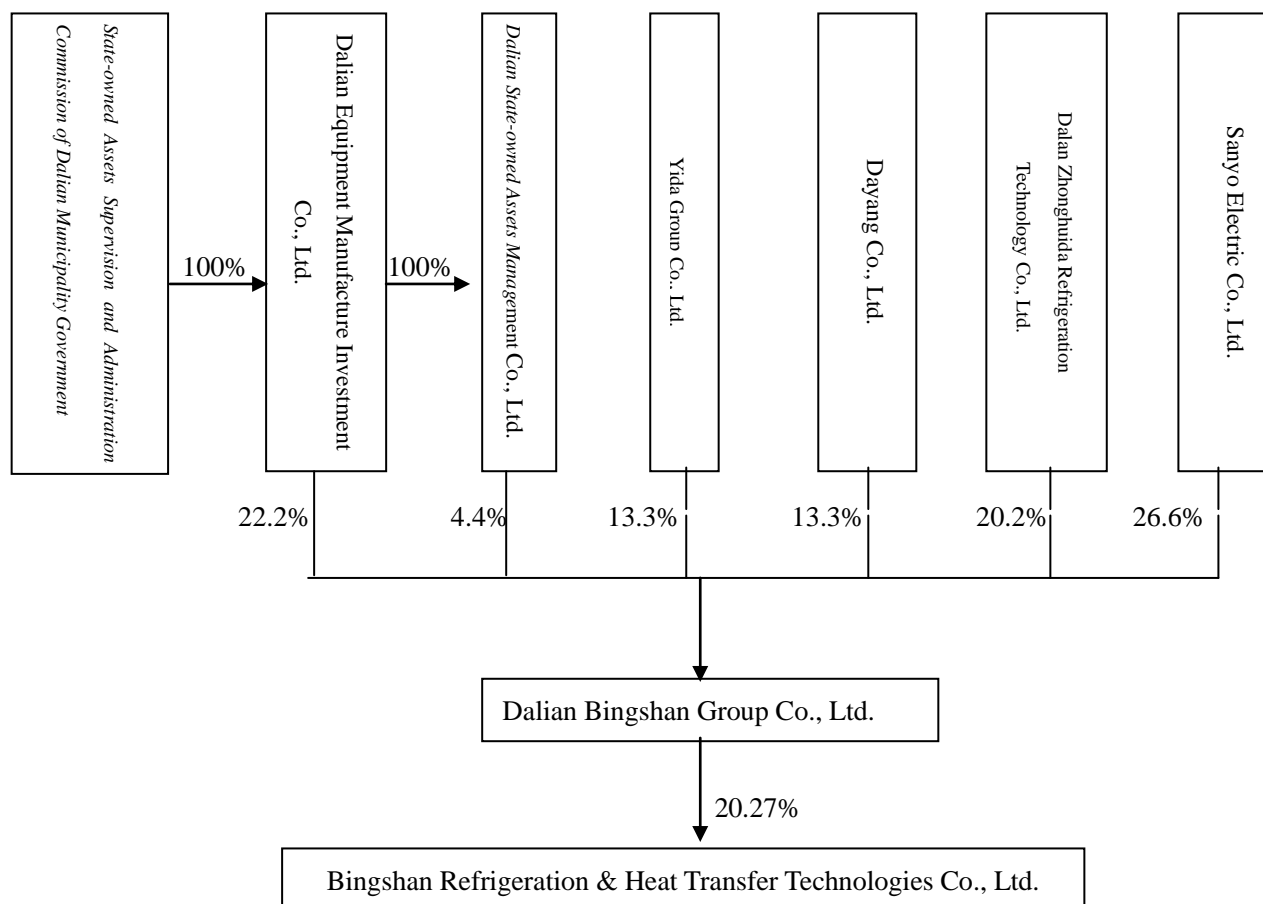 State-owned Assets Supervision and Administration
Commission of Dalian Municipality Government
100%
Dalian Equipment Manufacture Investment
Co., Ltd.
100%
Dalian State-owned Assets Management Co., Ltd.
Yida Group Co.. Ltd.
Dayang Co., Ltd.
Dalan Zhonghuida Refrigeration
Technology Co., Ltd.
Sanyo Electric Co., Ltd.
22.2%
4.4%
13.3%
13.3%
20.2%
26.6%
Dalian Bingshan Group Co., Ltd.
20.27%
Bingshan Refrigeration & Heat Transfer Technologies Co., Ltd.